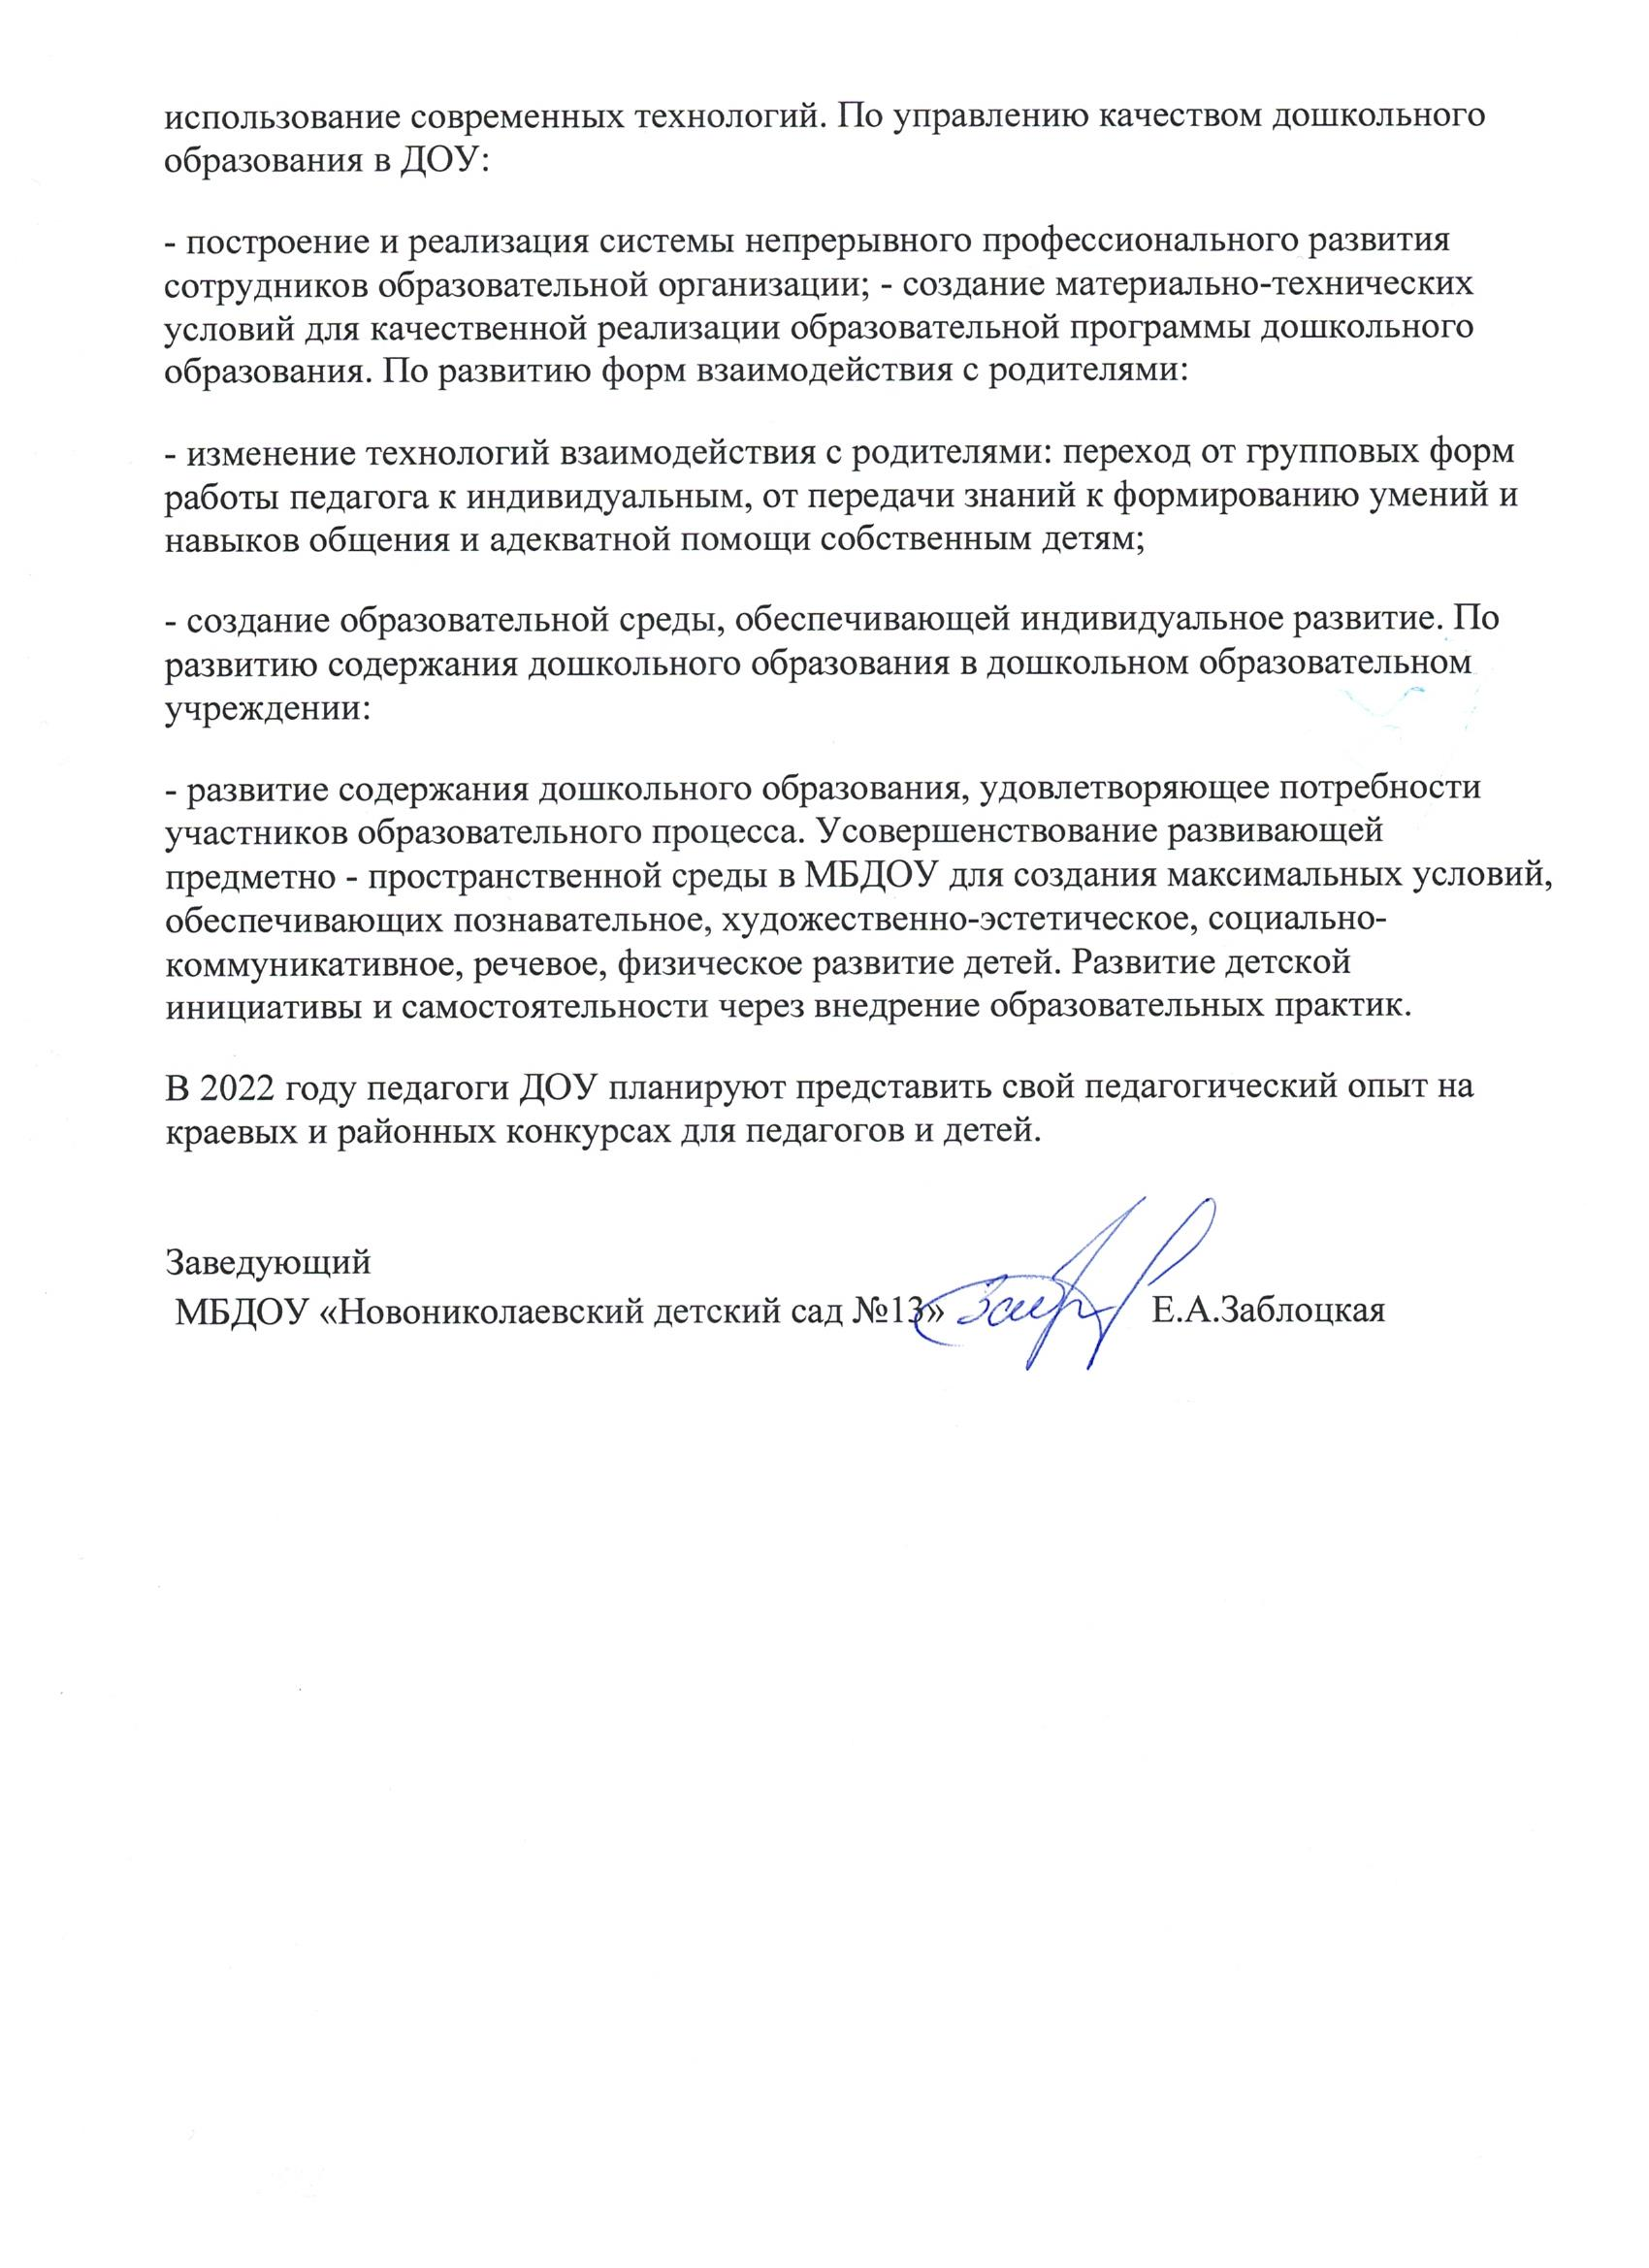 использование современных технологий. По управлению качеством дошкольного
образования в ДОУ:
- построение и реализация системы непрерывного профессионального развития
сотрудников образовательной организации; - создание материально-технических
условий для качественной реализации образовательной программы дошкольного
образования. По развитию форм взаимодействия с родителями:
- изменение технологий взаимодействия с родителями: переход от групповых форм
работы педагога к индивидуальным, от передачи знаний к формированию умений и
навыков общения и адекватной помощи собственным детям;
- создание образовательной среды, обеспечивающей индивидуальное развитие. По
развитию содержания дошкольного образования в дошкольном образовательном
учреждении:
- развитие содержания дошкольного образования, удовлетворяющее потребности
участников образовательного процесса. Усовершенствование развивающей
предметно - пространственной среды в МБДОУ для создания максимальных условий,
обеспечивающих познавательное, художественно-эстетическое, социально-
коммуникативное, речевое, физическое развитие детей. Развитие детской
инициативы и самостоятельности через внедрение образовательных практик.
В 2022 году педагоги ДОУ планируют представить свой педагогический опыт на
краевых и районных конкурсах для педагогов и детей.
Заведующий
МБДОУ «Новониколаевский детский сад №13» Е.А.Заблоцкая